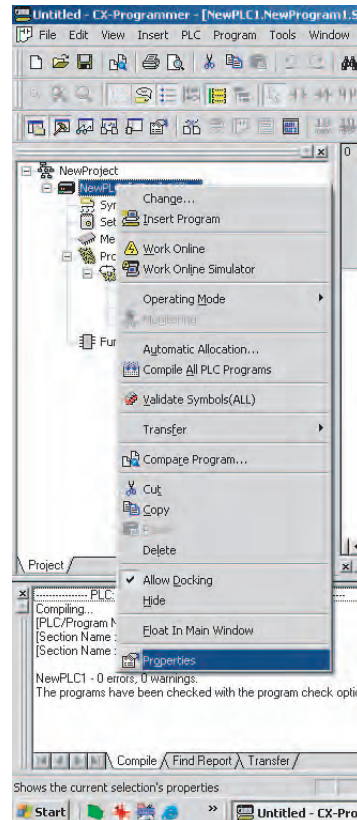 Untitled - CX-Programmer - [NewPLC1.NewProgram1.S
File Edit View Insert PLC Program Tools Window
0
NewProject
NewPL
Syr
Set
Me
Pro
Fur
Change...
Insert Program
Work Online
Work Online Simulator
Operating Mode
Monitoring
Automatic Allocation...
Compile All PLC Programs
Validate Symbols(ALL)
Transfer
Compare Program...
Cut
Copy
Paste
Delete
Allow Docking
Hide
Float In Main Window
Properties
Project
-------------- PLC:
Compiling...
[PLC/Program N
[Section Name :
[Section Name :
NewPLC1 - 0 errors, 0 warnings.
The programs have been checked with the program check optio
Compile Find Report Transfer
Shows the current selection's properties
Start » Untitled - CX-Pro